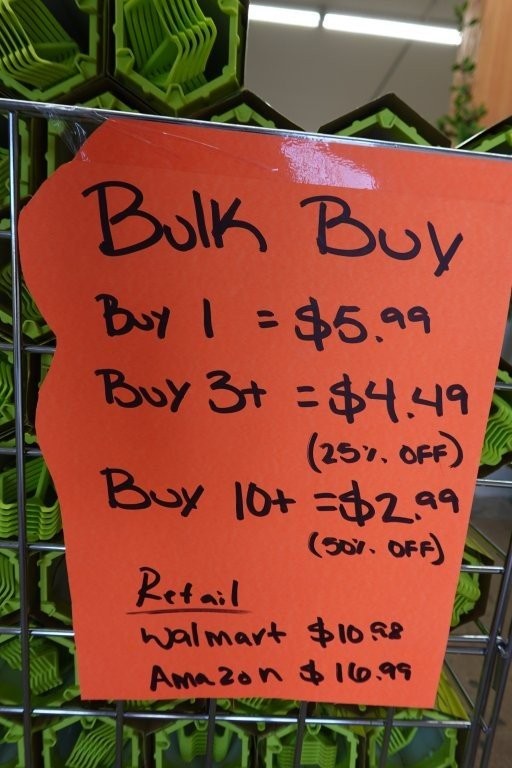 Bulk Buy
Buy 1 = $5.99
Buy 3+ = $4.49
(25% OFF)
Buy 10+ = $2.99
(50% OFF)
Retail
Walmart $10.98
Amazon $16.99